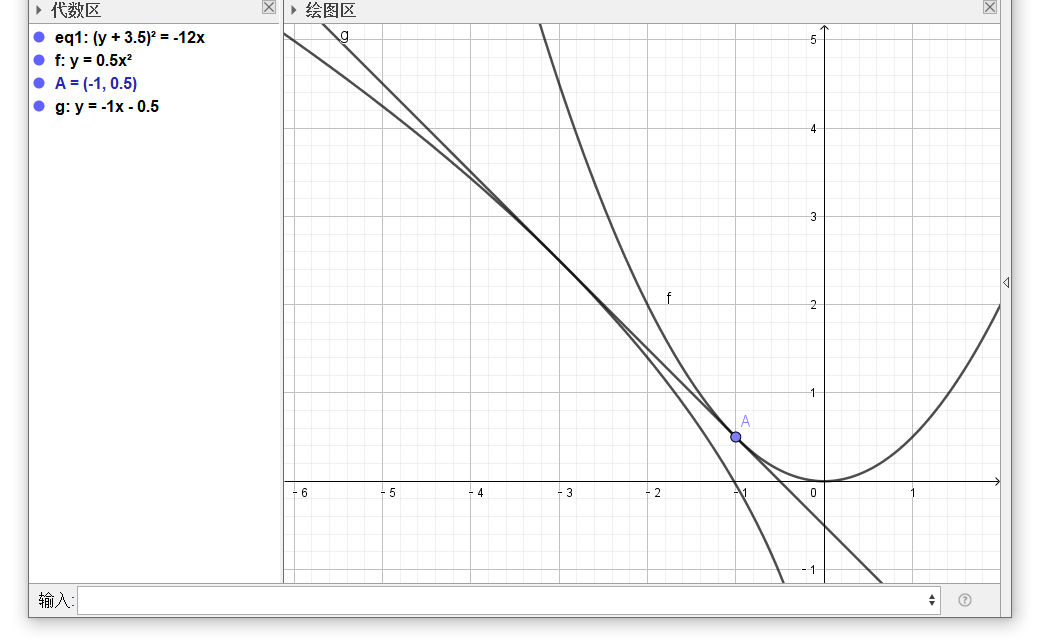 代数区
绘图区
eq1: (y + 3.5)² = -12x
f: y = 0.5x²
A = (-1, 0.5)
g: y = -1x - 0.5
g
5
4
3
f
2
1
A
-6 -5 -4 -3 -2 -1 0 1
-1
输入: